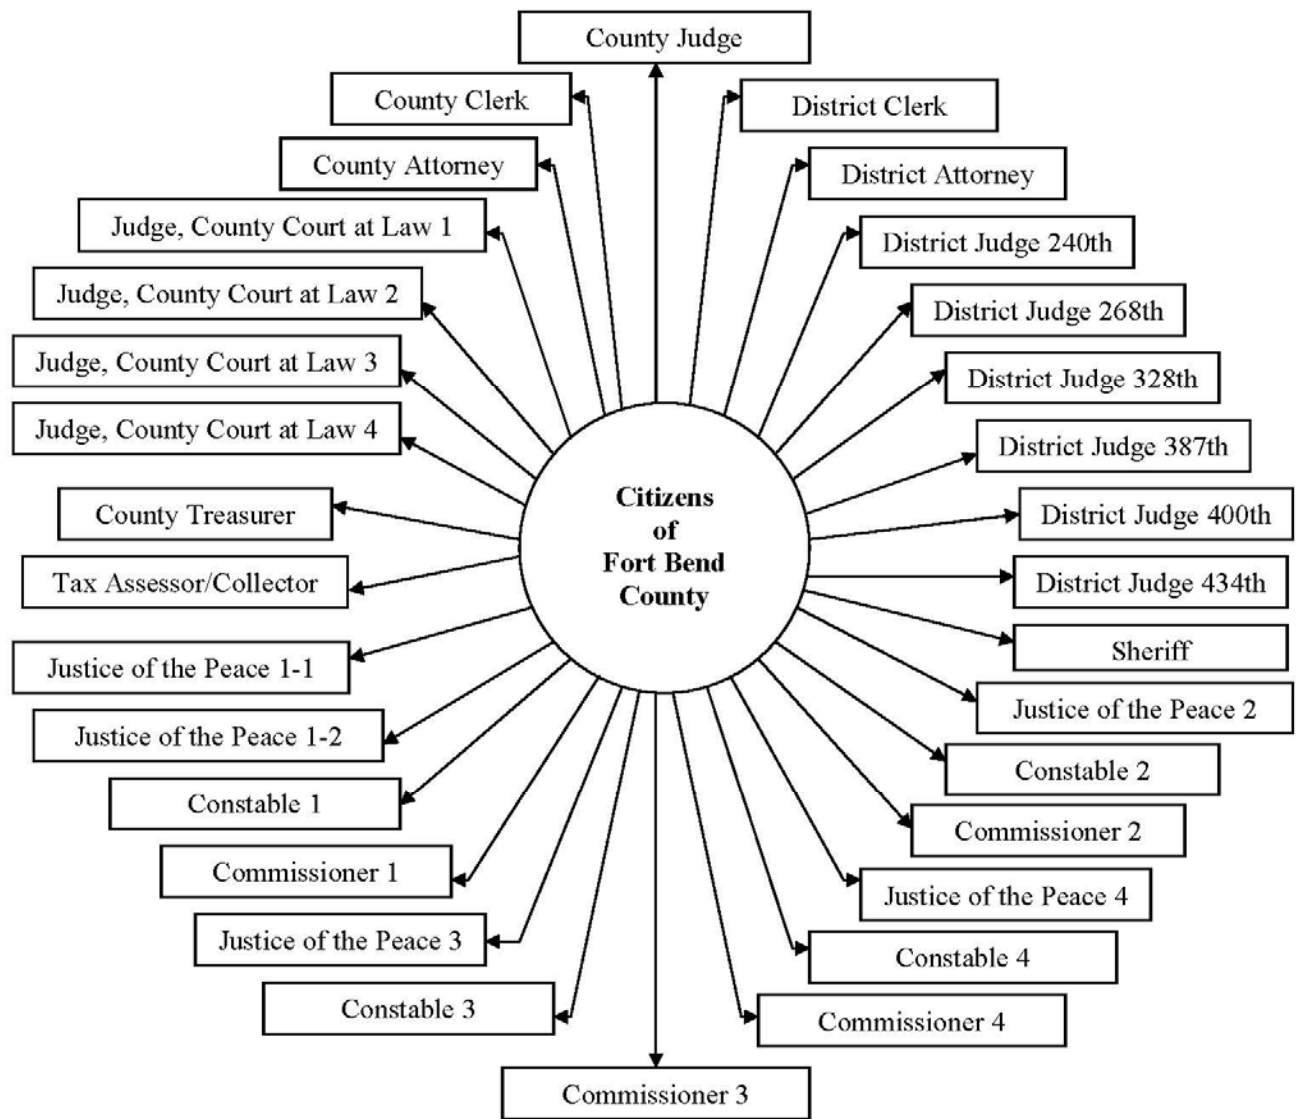 County Judge
County Clerk
District Clerk
County Attorney
District Attorney
Judge, County Court at Law 1
District Judge 240th
Judge, County Court at Law 2
District Judge 268th
Judge, County Court at Law 3
District Judge 328th
Judge, County Court at Law 4
District Judge 387th
Citizens
of
Fort Bend
County
County Treasurer
District Judge 400th
Tax Assessor/Collector
District Judge 434th
Justice of the Peace 1-1
Sheriff
Justice of the Peace 1-2
Justice of the Peace 2
Constable 1
Constable 2
Commissioner 1
Commissioner 2
Justice of the Peace 3
Justice of the Peace 4
Constable 3
Constable 4
Commissioner 4
Commissioner 3